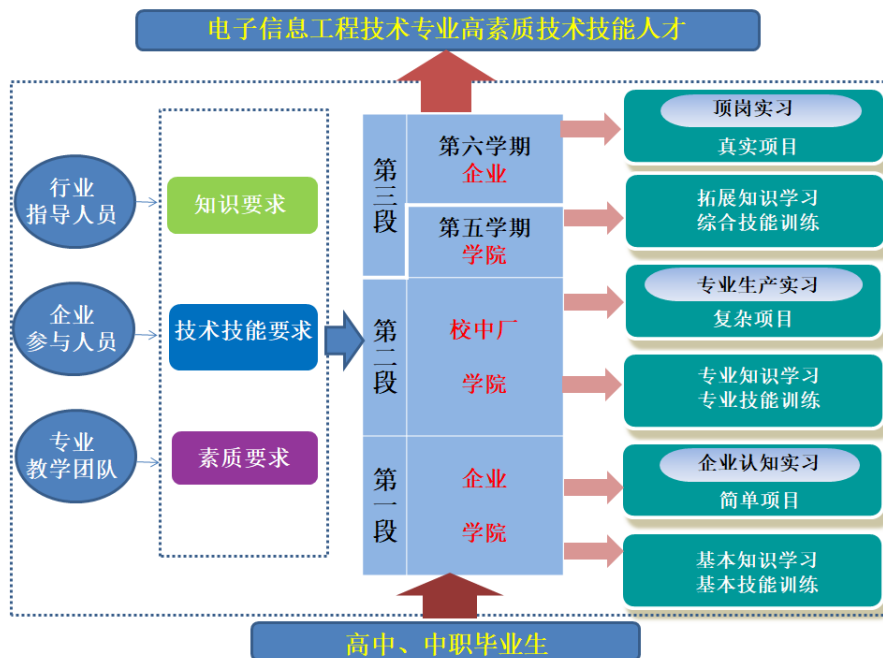 电子信息工程技术专业高素质技术技能人才
行业
指导人员
企业
参与人员
专业
教学团队
知识要求
技术技能要求
素质要求
第三段
第六学期
企业
第五学期
学院
第二段
校中厂
学院
第一段
企业
学院
顶岗实习
真实项目
拓展知识学习
综合技能训练
专业生产实习
复杂项目
专业知识学习
专业技能训练
企业认知实习
简单项目
基本知识学习
基本技能训练
高中、中职毕业生